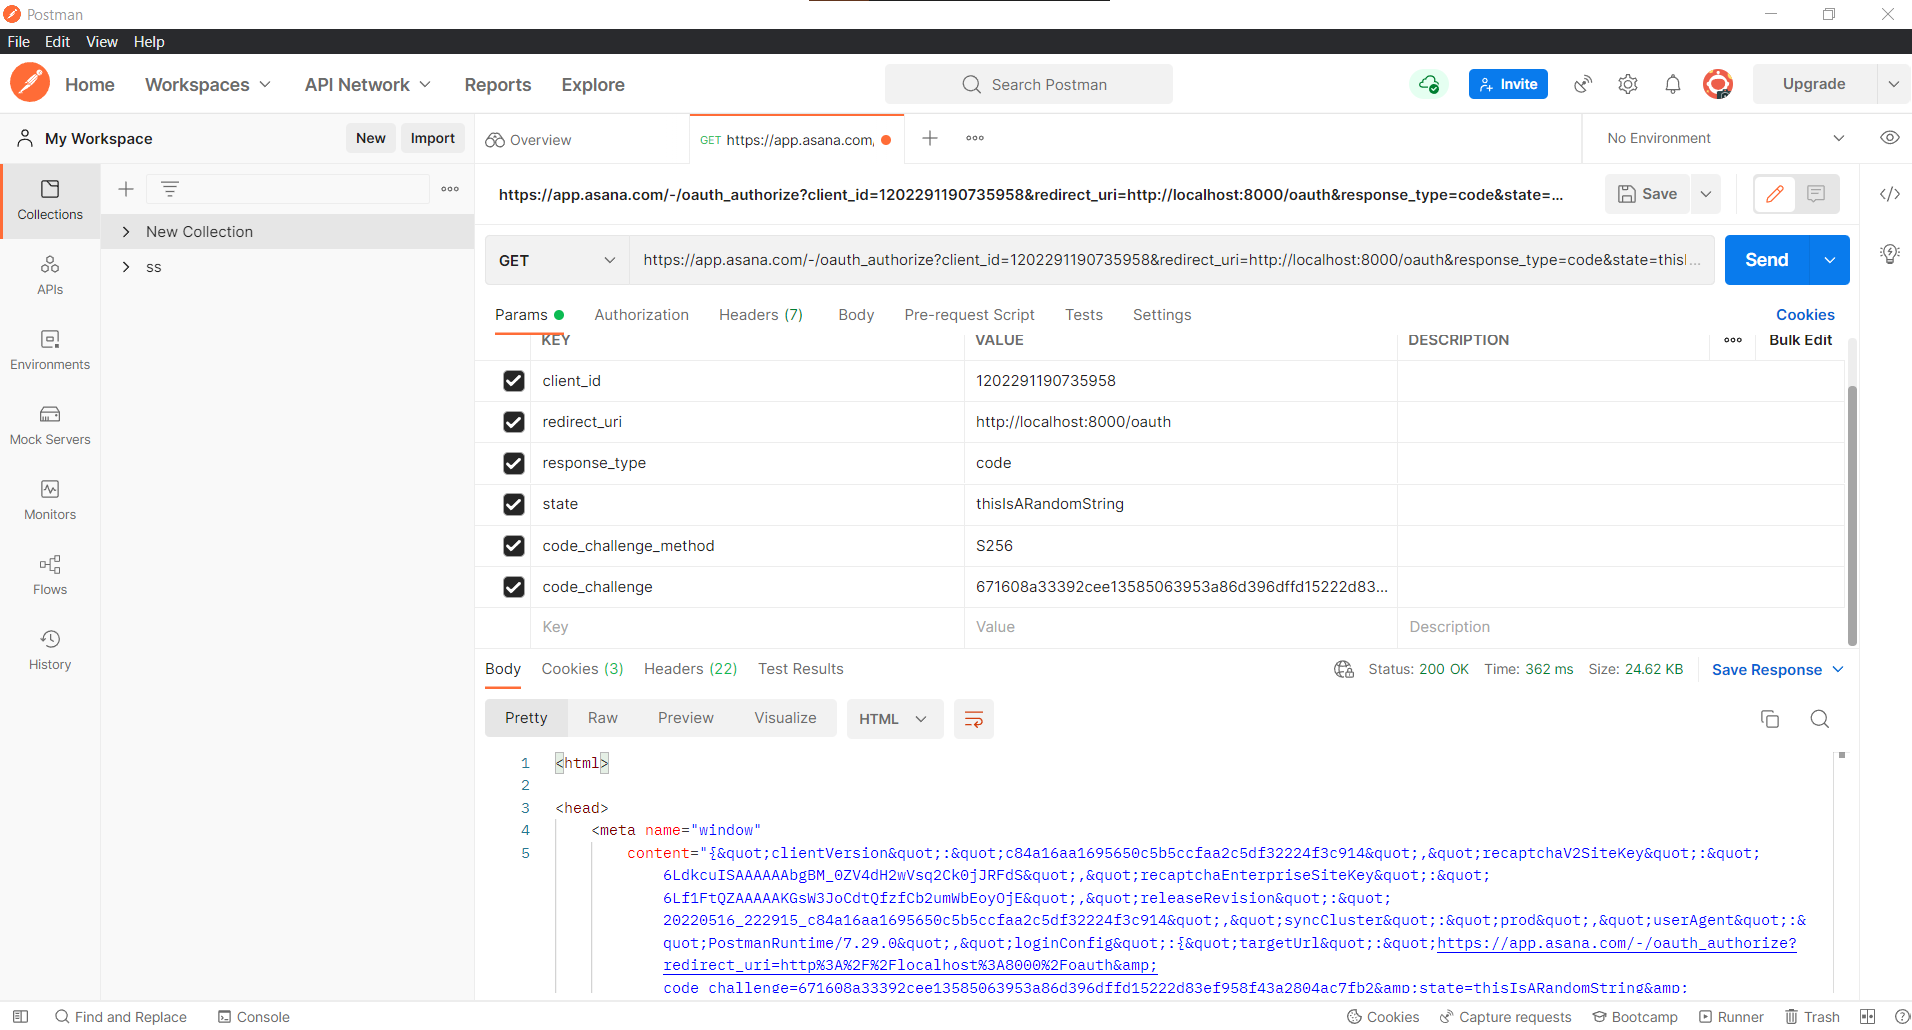 Postman
File Edit View Help
Home Workspaces API Network Reports Explore Search Postman Invite Upgrade
My Workspace New Import Overview GET https://app.asana.com, No Environment
Collections
APIs
Environments
Mock Servers
Monitors
Flows
History
New Collection
ss
https://app.asana.com/-/oauth_authorize?client_id=1202291190735958&redirect_uri=http://localhost:8000/oauth&response_type=code&state=... Save
GET https://app.asana.com/-/oauth_authorize?client_id=1202291190735958&redirect_uri=http://localhost:8000/oauth&response_type=code&state=this... Send
Params Authorization Headers (7) Body Pre-request Script Tests Settings Cookies
KEY VALUE DESCRIPTION Bulk Edit
client_id 1202291190735958
redirect_uri http://localhost:8000/oauth
response_type code
state thisIsARandomString
code_challenge_method S256
code_challenge 671608a33392cee13585063953a86d396dffd15222d83...
Key Value Description
Body Cookies (3) Headers (22) Test Results Status: 200 OK Time: 362 ms Size: 24.62 KB Save Response
Pretty Raw Preview Visualize HTML
1 <html>
2
3 <head>
4 <meta name="window"
5 content="{&quot;clientVersion&quot;:&quot;c84a16aa1695650c5b5ccfaa2c5df32224f3c914&quot;,&quot;recaptchaV2SiteKey&quot;:&quot;
6LdkcuISAAAAAAbgBM_0ZV4dH2wVsq2Ck0jJRFdS&quot;,&quot;recaptchaEnterpriseSiteKey&quot;:&quot;
6Lf1FtQZAAAAAKGsW3JoCdtQfzfCb2umWbEoyOjE&quot;,&quot;releaseRevision&quot;:&quot;
20220516_222915_c84a16aa1695650c5b5ccfaa2c5df32224f3c914&quot;,&quot;syncCluster&quot;:&quot;prod&quot;,&quot;userAgent&quot;:&
quot;PostmanRuntime/7.29.0&quot;,&quot;loginConfig&quot;:{&quot;targetUrl&quot;:&quot;https://app.asana.com/-/oauth_authorize?
redirect_uri=http%3A%2F%2Flocalhost%3A8000%2Foauth&amp;
code_challenge=671608a33392cee13585063953a86d396dffd15222d83ef958f43a2804ac7fb2&amp;state=thisIsARandomString&amp;
Find and Replace Console Cookies Capture requests Bootcamp Runner Trash